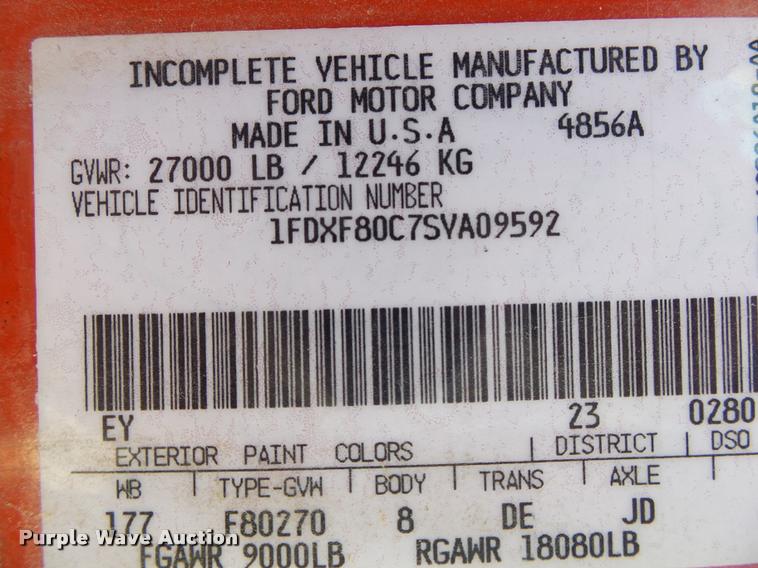 INCOMPLETE VEHICLE MANUFACTURED BY
FORD MOTOR COMPANY
MADE IN U.S.A 4856A
GVWR: 27000 LB / 12246 KG
VEHICLE IDENTIFICATION NUMBER
1FDXF80C7SVA09592
EY 23 0280
EXTERIOR PAINT COLORS | DISTRICT | DSO
WB | TYPE-GVW | BODY | TRANS | AXLE |
177 F80270 8 DE JD
FGAWR 9000LB RGAWR 18080LB
Purple Wave Auction